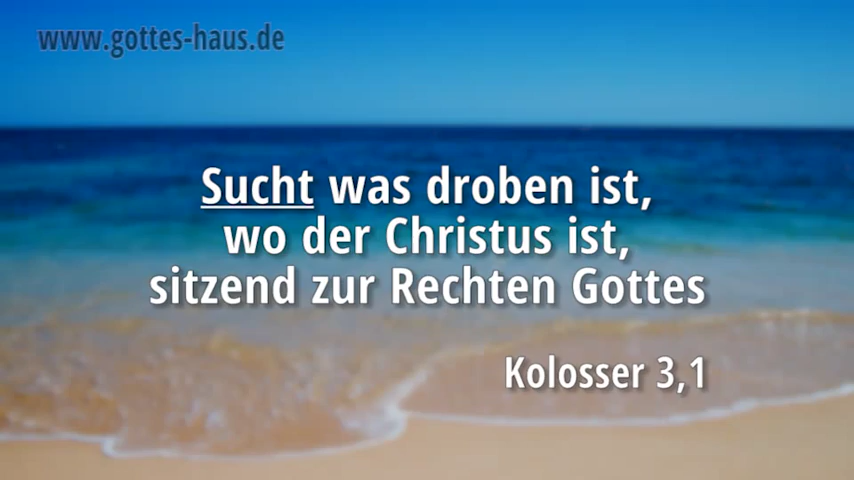 www.gottes-haus.de
Sucht was droben ist,
wo der Christus ist,
sitzend zur Rechten Gottes
Kolosser 3,1